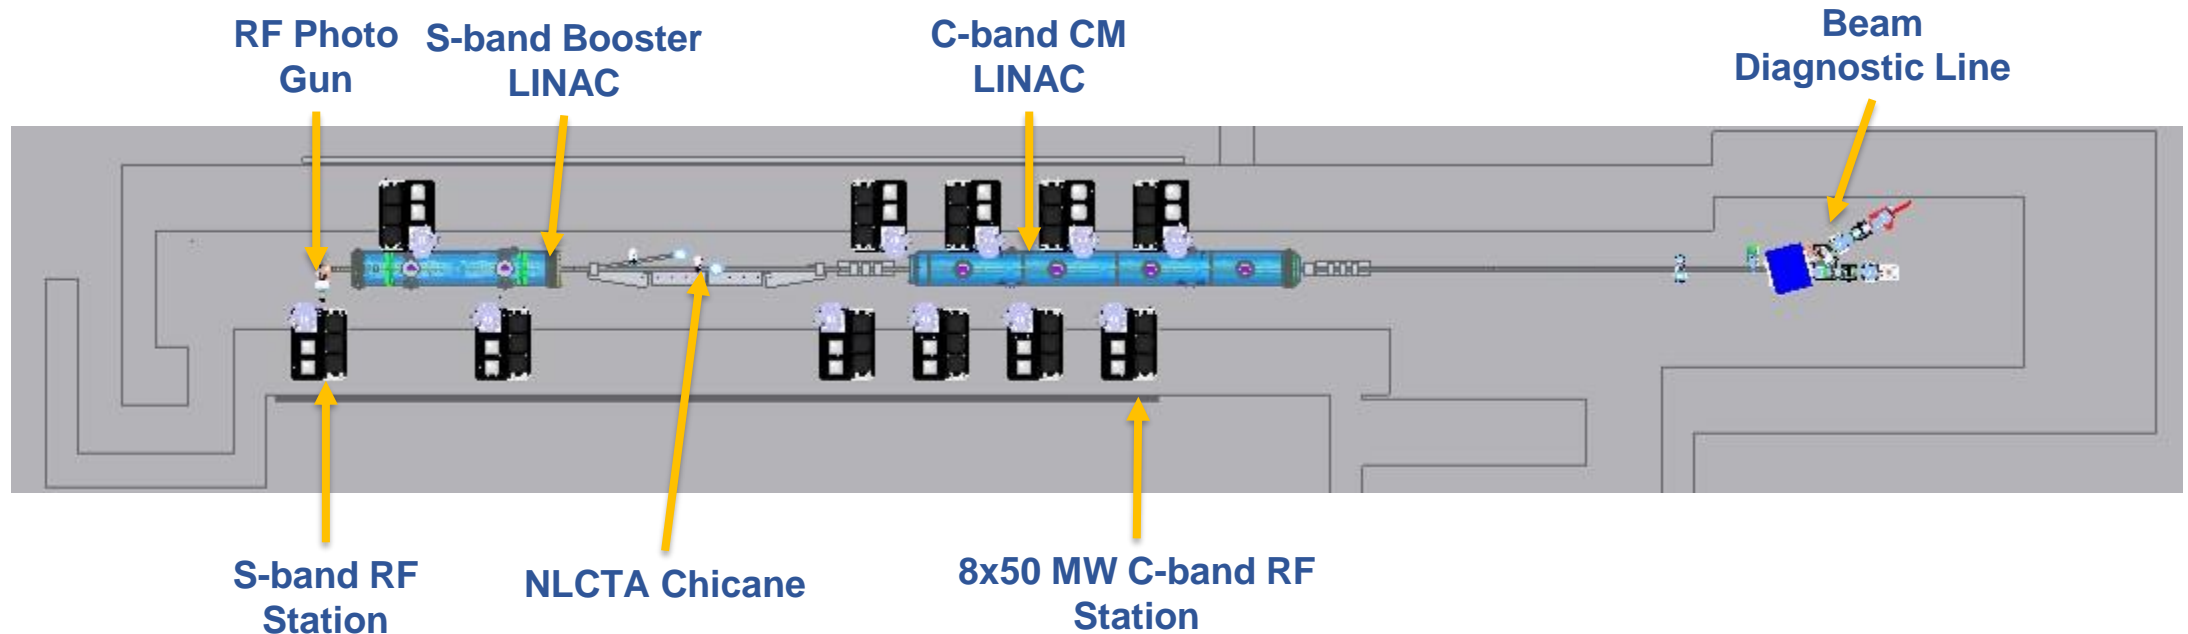 RF Photo
Gun
S-band Booster
LINAC
C-band CM
LINAC
Beam
Diagnostic Line
S-band RF
Station
NLCTA Chicane
8x50 MW C-band RF
Station